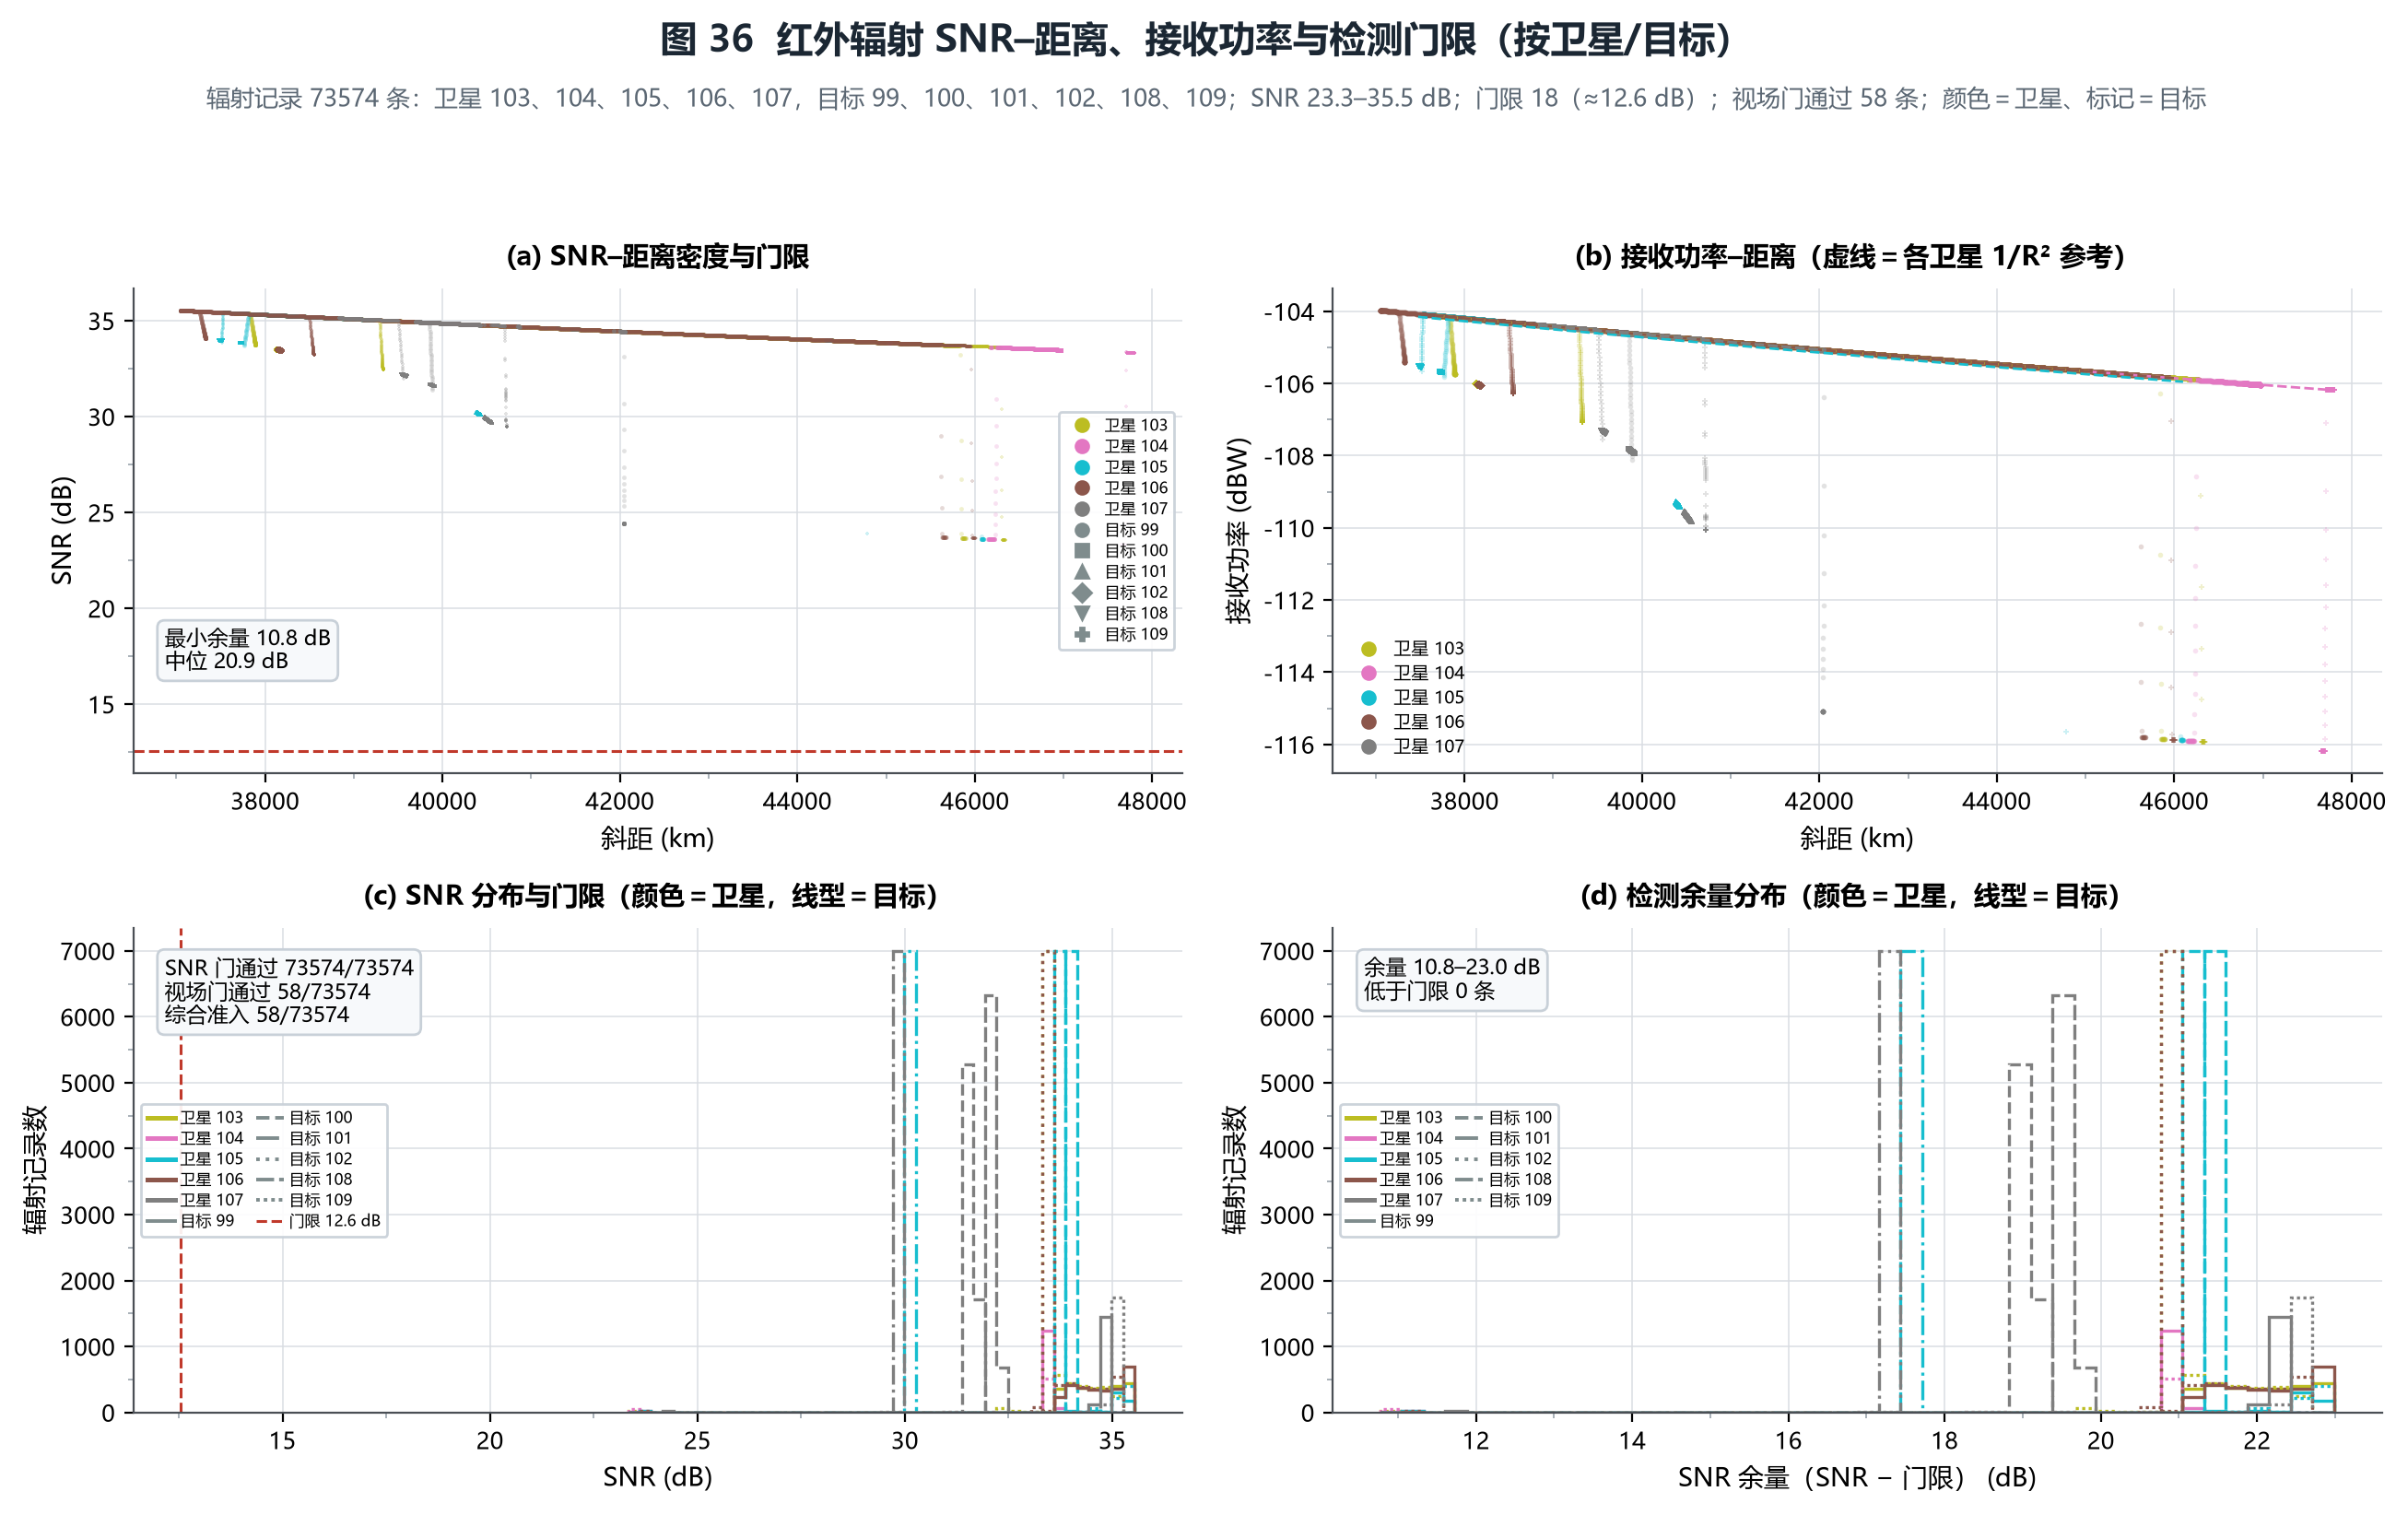 图 36 红外辐射 SNR–距离、接收功率与检测门限（按卫星/目标）
辐射记录 73574 条：卫星 103、104、105、106、107，目标 99、100、101、102、108、109；SNR 23.3–35.5 dB；门限 18（≈12.6 dB）；视场门通过 58 条；颜色＝卫星、标记＝目标
(a) SNR–距离密度与门限
35
30
25
20
15
SNR (dB)
卫星 103
卫星 104
卫星 105
卫星 106
卫星 107
目标 99
目标 100
目标 101
目标 102
目标 108
目标 109
最小余量 10.8 dB
中位 20.9 dB
38000 40000 42000 44000 46000 48000
斜距 (km)
(b) 接收功率–距离（虚线＝各卫星 1/R² 参考）
-104
-106
-108
-110
-112
-114
-116
接收功率 (dBW)
卫星 103
卫星 104
卫星 105
卫星 106
卫星 107
38000 40000 42000 44000 46000 48000
斜距 (km)
(c) SNR 分布与门限（颜色＝卫星，线型＝目标）
7000
6000
5000
4000
3000
2000
1000
0
辐射记录数
SNR 门通过 73574/73574
视场门通过 58/73574
综合准入 58/73574
卫星 103 目标 100
卫星 104 目标 101
卫星 105 目标 102
卫星 106 目标 108
卫星 107 目标 109
目标 99 门限 12.6 dB
15 20 25 30 35
SNR (dB)
(d) 检测余量分布（颜色＝卫星，线型＝目标）
7000
6000
5000
4000
3000
2000
1000
0
辐射记录数
余量 10.8–23.0 dB
低于门限 0 条
卫星 103 目标 100
卫星 104 目标 101
卫星 105 目标 102
卫星 106 目标 108
卫星 107 目标 109
目标 99
12 14 16 18 20 22
SNR 余量（SNR − 门限） (dB)